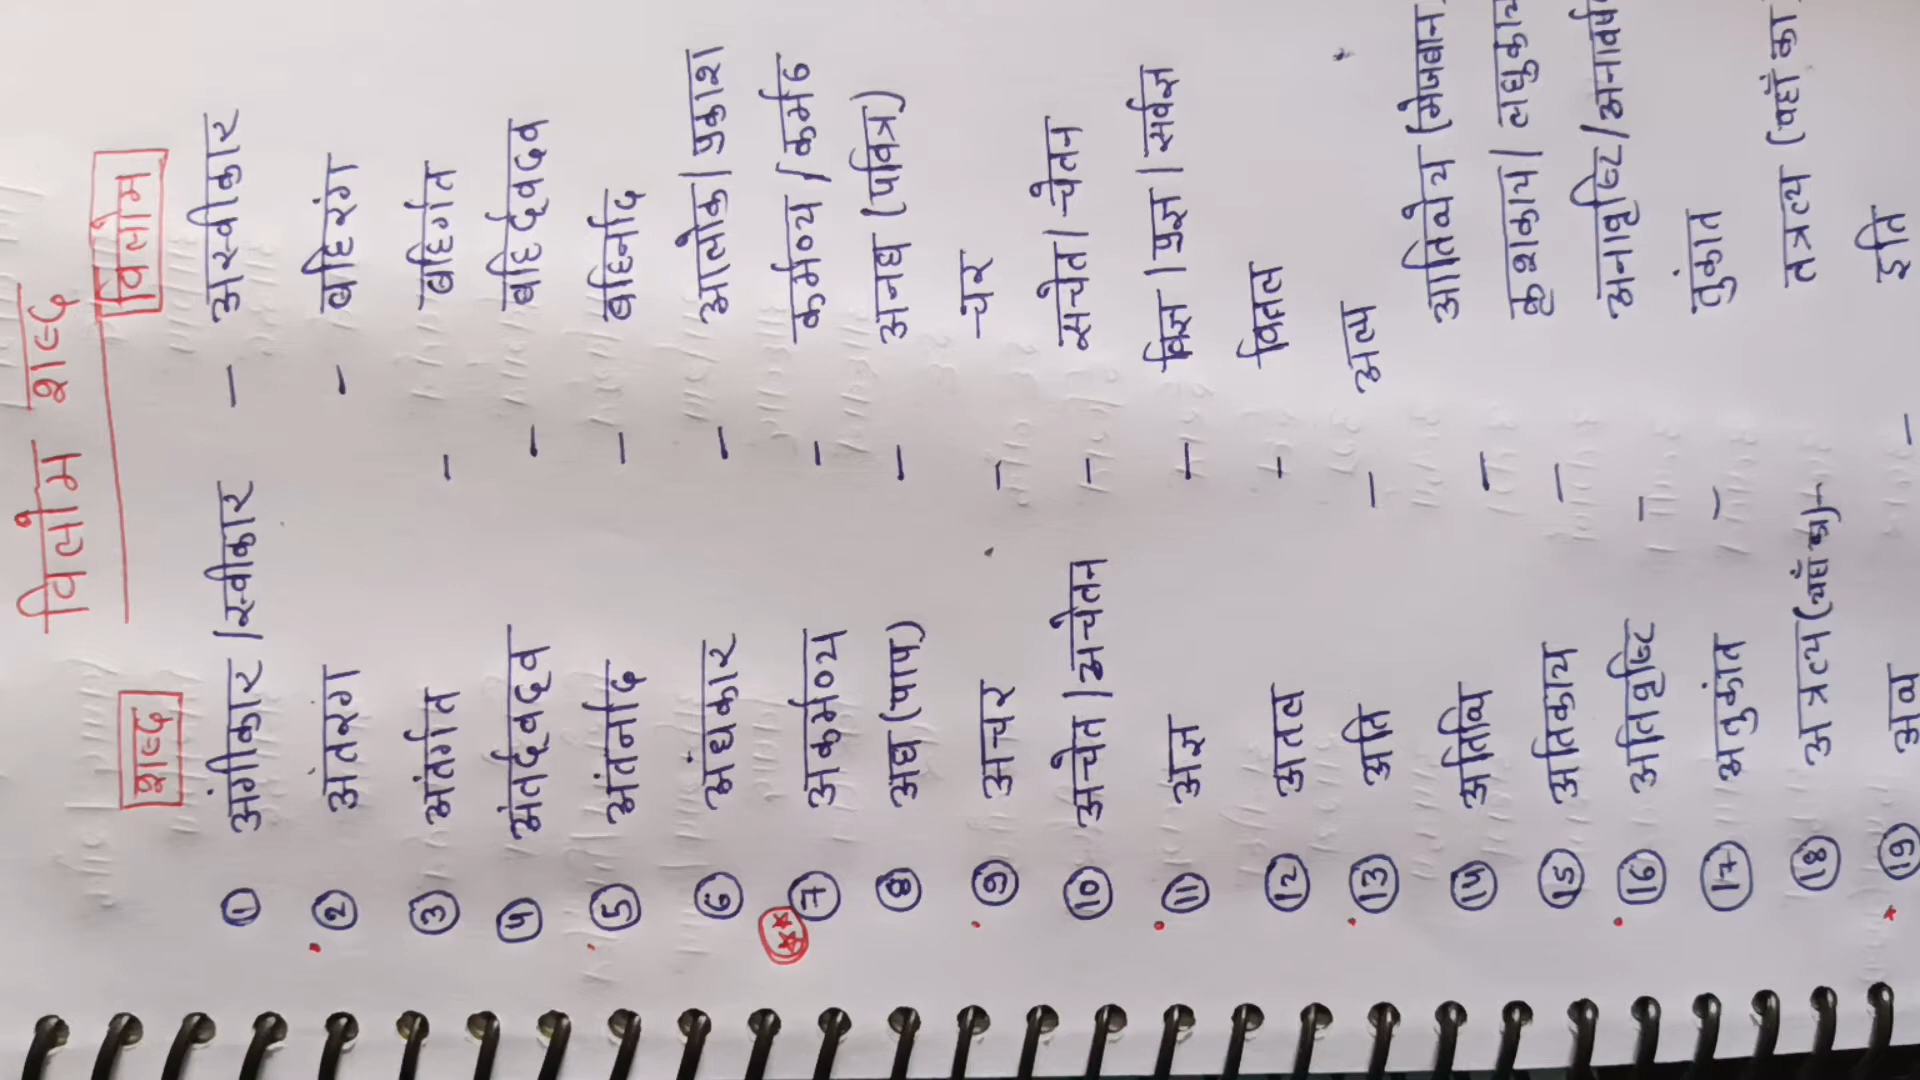 विलोम शब्द
शब्द विलोम
① अंगीकार / स्वीकार - अस्वीकार
② अंतरंग - बहिरंग
③ अंतर्गत - बहिर्गत
④ अंतर्द्वन्द्व - बहिर्द्वन्द्व
⑤ अंतर्नाद - बहिर्नाद
⑥ अंधकार - आलोक | प्रकाश
⑦ अकर्मण्य - कर्मण्य / कर्मठ
⑧ अघ (पाप) - अनघ (पवित्र)
⑨ अचर - चर
⑩ अचेत | अचेतन - सचेत | चेतन
⑪ अज्ञ - विज्ञ | प्रज्ञ | सर्वज्ञ
⑫ अतल - वितल
⑬ अति - अल्प
⑭ अतिथि - आतिथेय (मेजबान)
⑮ अतिकाय - कृशकाय | लघुकाय
⑯ अतिवृष्टि - अनावृष्टि / अनावर्ष
⑰ अतुकांत - तुकांत
⑱ अत्रत्य (यहाँ का) - तत्रत्य (वहाँ का)
⑲ अथ - इति